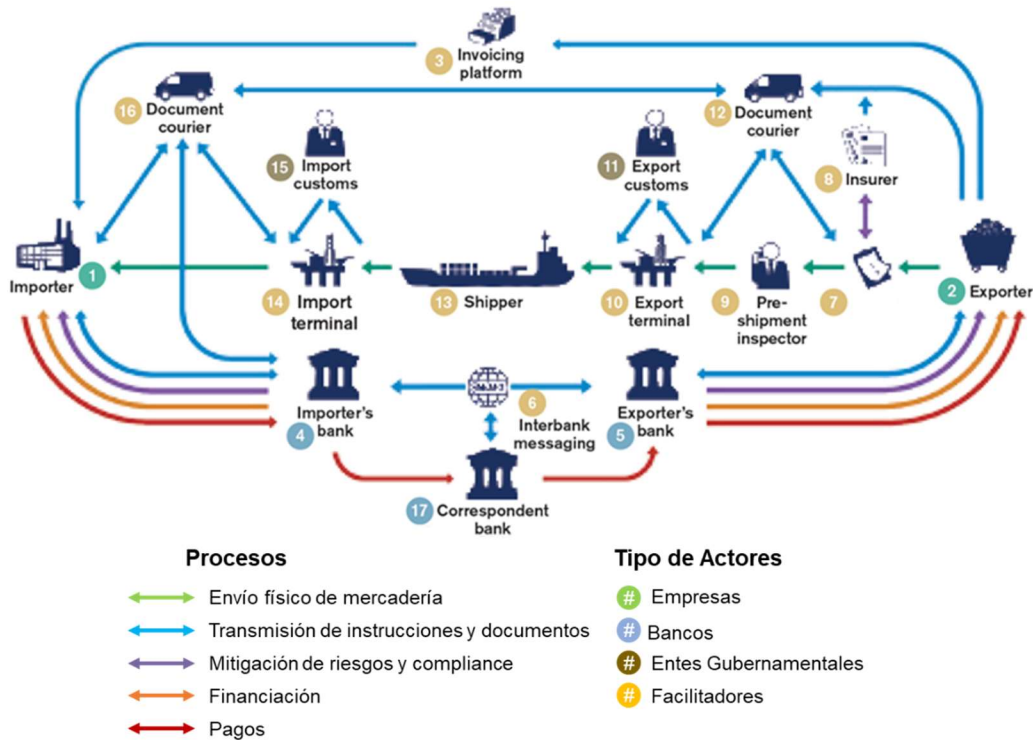 3 Invoicing
platform
16 Document
courier
12 Document
courier
15 Import
customs
11 Export
customs
8 Insurer
Importer 1
14 Import
terminal
13 Shipper
10 Export
terminal
9 Pre-
shipment
inspector
7
2 Exporter
Importer's
bank
4
6
Interbank
messaging
Exporter's
bank
5
17 Correspondent
bank
Procesos
Envío físico de mercadería
Transmisión de instrucciones y documentos
Mitigación de riesgos y compliance
Financiación
Pagos
Tipo de Actores
# Empresas
# Bancos
# Entes Gubernamentales
# Facilitadores